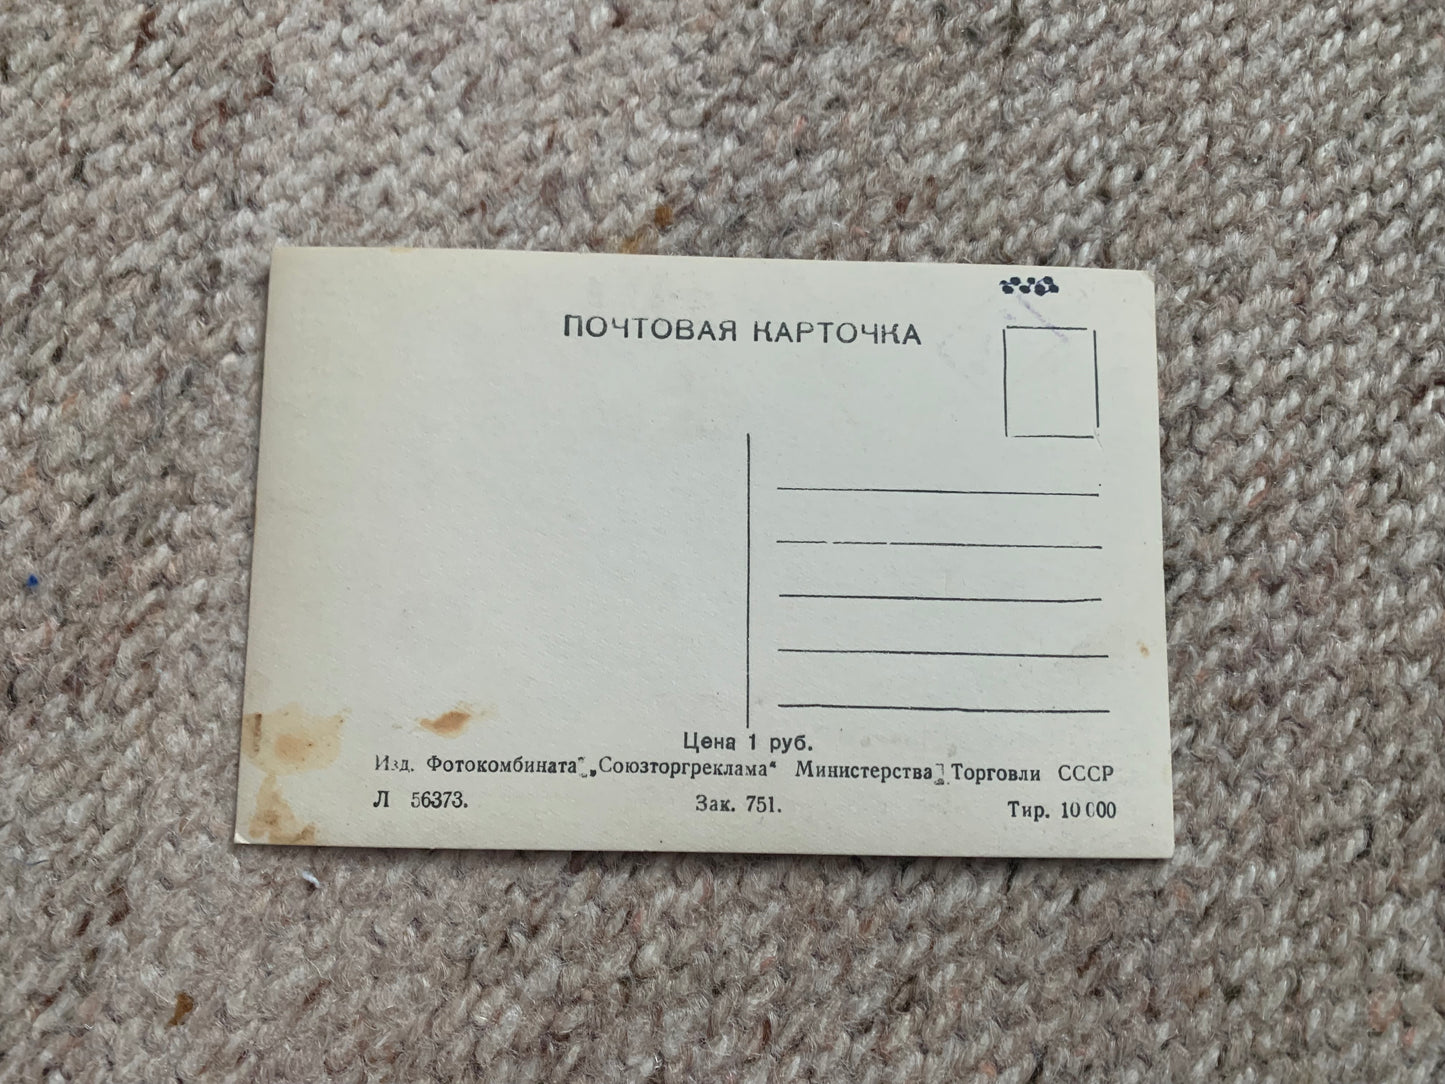 ПОЧТОВАЯ КАРТОЧКА
Цена 1 руб.
Изд. Фотокомбината „Союзторгреклама“ Министерства Торговли СССР
Л 56373. Зак. 751. Тир. 10 000